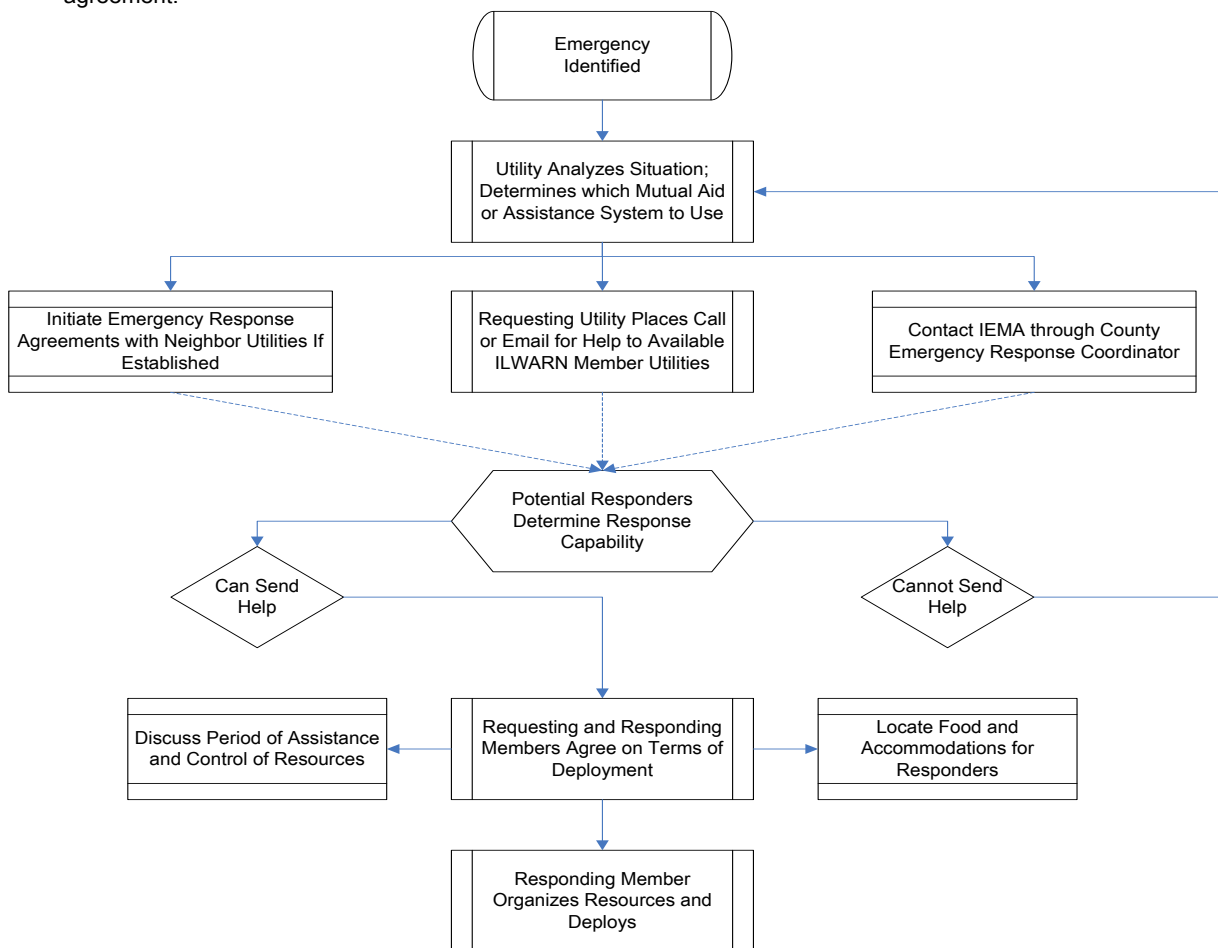 agreement.
Emergency
Identified
Utility Analyzes Situation;
Determines which Mutual Aid
or Assistance System to Use
Initiate Emergency Response
Agreements with Neighbor Utilities If
Established
Requesting Utility Places Call
or Email for Help to Available
ILWARN Member Utilities
Contact IEMA through County
Emergency Response Coordinator
Potential Responders
Determine Response
Capability
Can Send
Help
Cannot Send
Help
Discuss Period of Assistance
and Control of Resources
Requesting and Responding
Members Agree on Terms of
Deployment
Locate Food and
Accommodations for
Responders
Responding Member
Organizes Resources and
Deploys